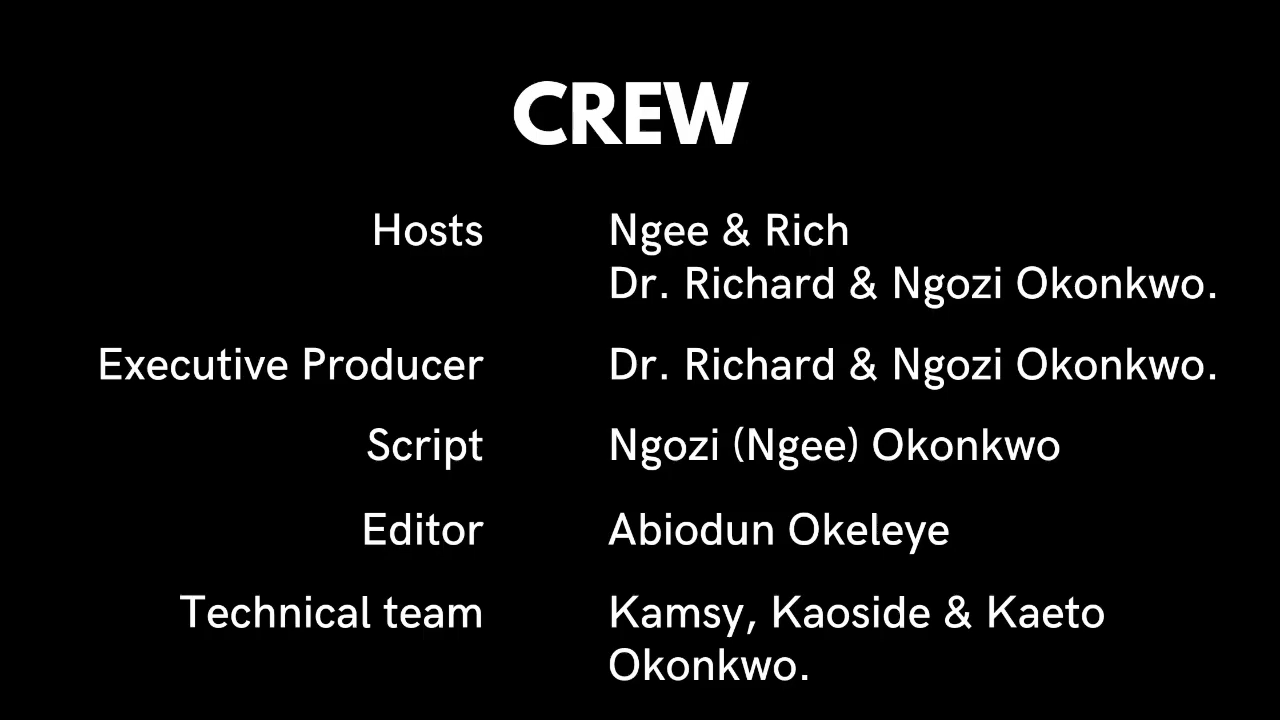 CREW
Hosts Ngee & Rich
Dr. Richard & Ngozi Okonkwo.
Executive Producer Dr. Richard & Ngozi Okonkwo.
Script Ngozi (Ngee) Okonkwo
Editor Abiodun Okeleye
Technical team Kamsy, Kaoside & Kaeto
Okonkwo.